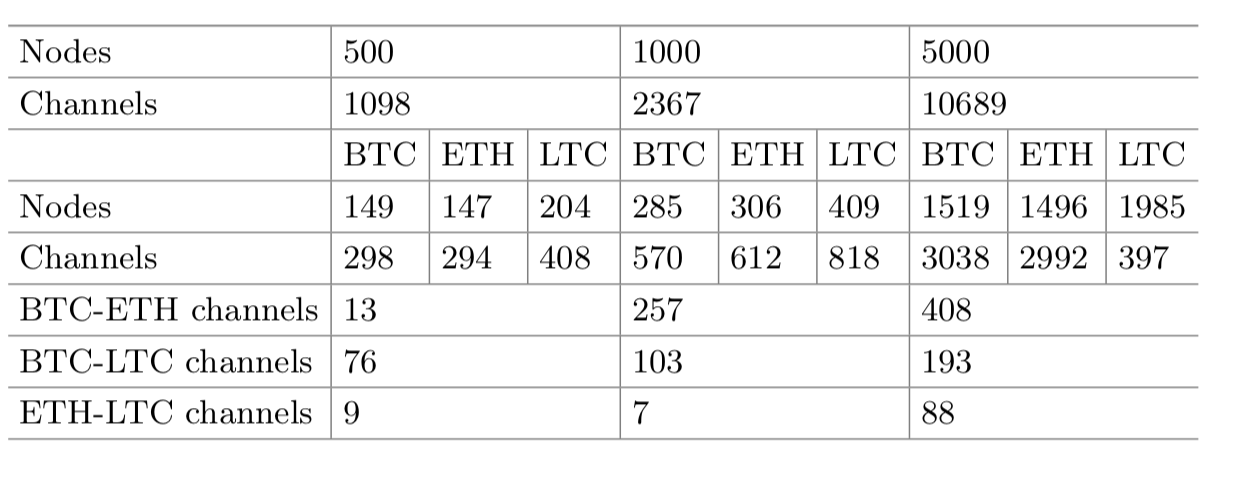 Nodes 500 1000 5000
Channels 1098 2367 10689
BTC ETH LTC BTC ETH LTC BTC ETH LTC
Nodes 149 147 204 285 306 409 1519 1496 1985
Channels 298 294 408 570 612 818 3038 2992 397
BTC-ETH channels 13 257 408
BTC-LTC channels 76 103 193
ETH-LTC channels 9 7 88